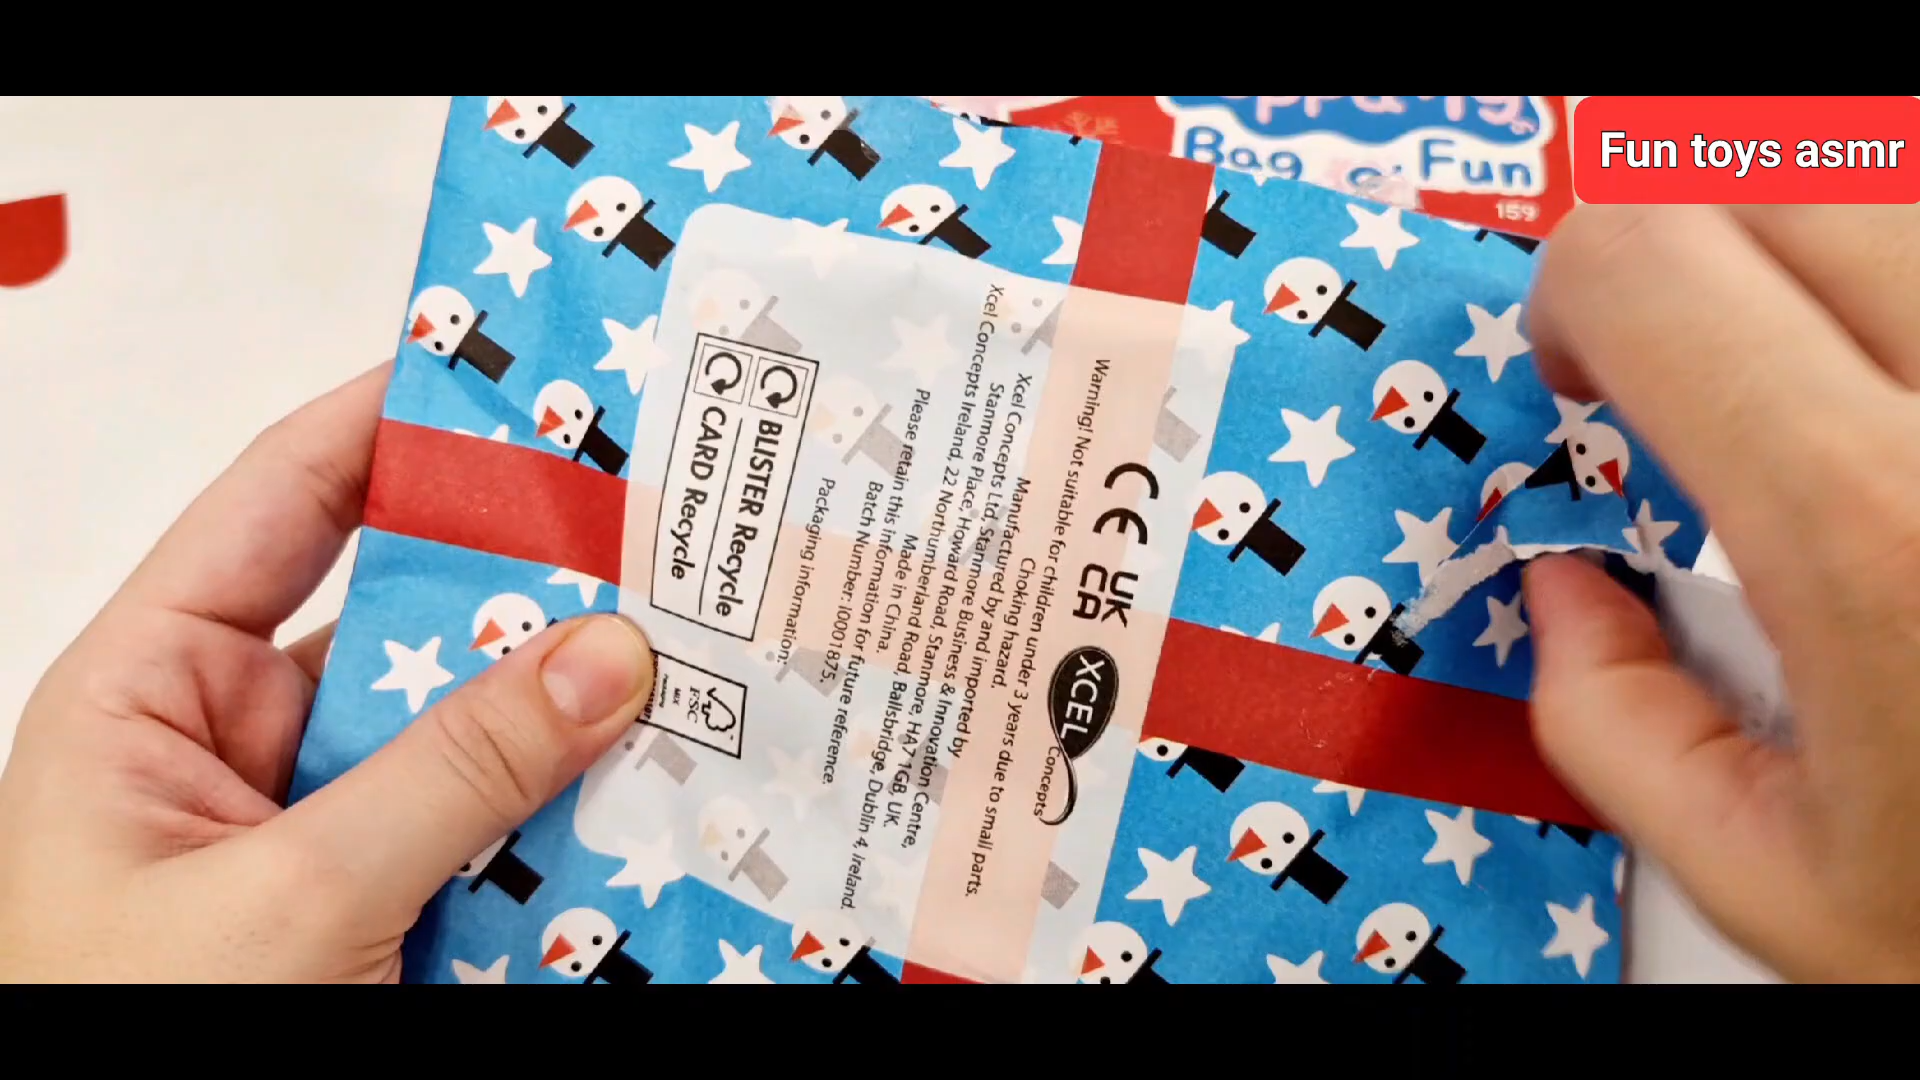 Bag o' Fun
159
Fun toys asmr
CE UK CA XCEL Concepts
Warning! Not suitable for children under 3 years due to small parts.
Choking hazard.
Manufactured by and imported by
Xcel Concepts Ltd, Stanmore Business & Innovation Centre,
Stanmore Place, Howard Road, Stanmore, HA7 1GB, UK.
Xcel Concepts Ireland, 22 Northumberland Road, Ballsbridge, Dublin 4, Ireland.
Made in China.
Please retain this information for future reference.
Batch Number: 10001875.
Packaging information:
BLISTER Recycle
CARD Recycle
FSC
MIX